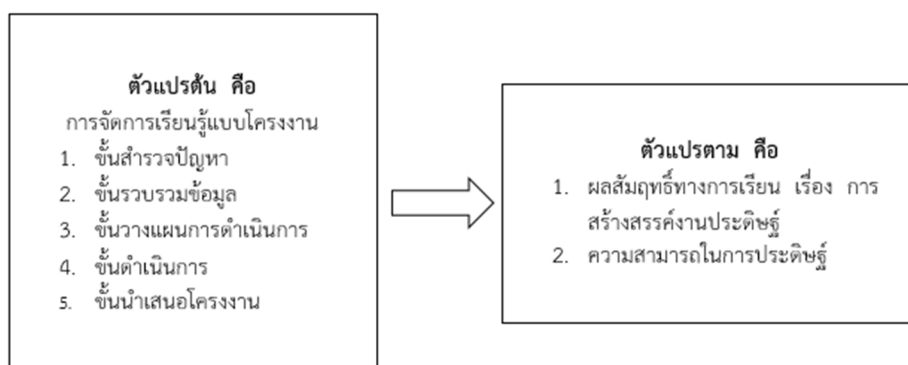 ตัวแปรต้น คือ
การจัดการเรียนรู้แบบโครงงาน
1. ขั้นสำรวจปัญหา
2. ขั้นรวบรวมข้อมูล
3. ขั้นวางแผนการดำเนินการ
4. ขั้นดำเนินการ
5. ขั้นนำเสนอโครงงาน
ตัวแปรตาม คือ
1. ผลสัมฤทธิ์ทางการเรียน เรื่อง การ
สร้างสรรค์งานประดิษฐ์
2. ความสามารถในการประดิษฐ์